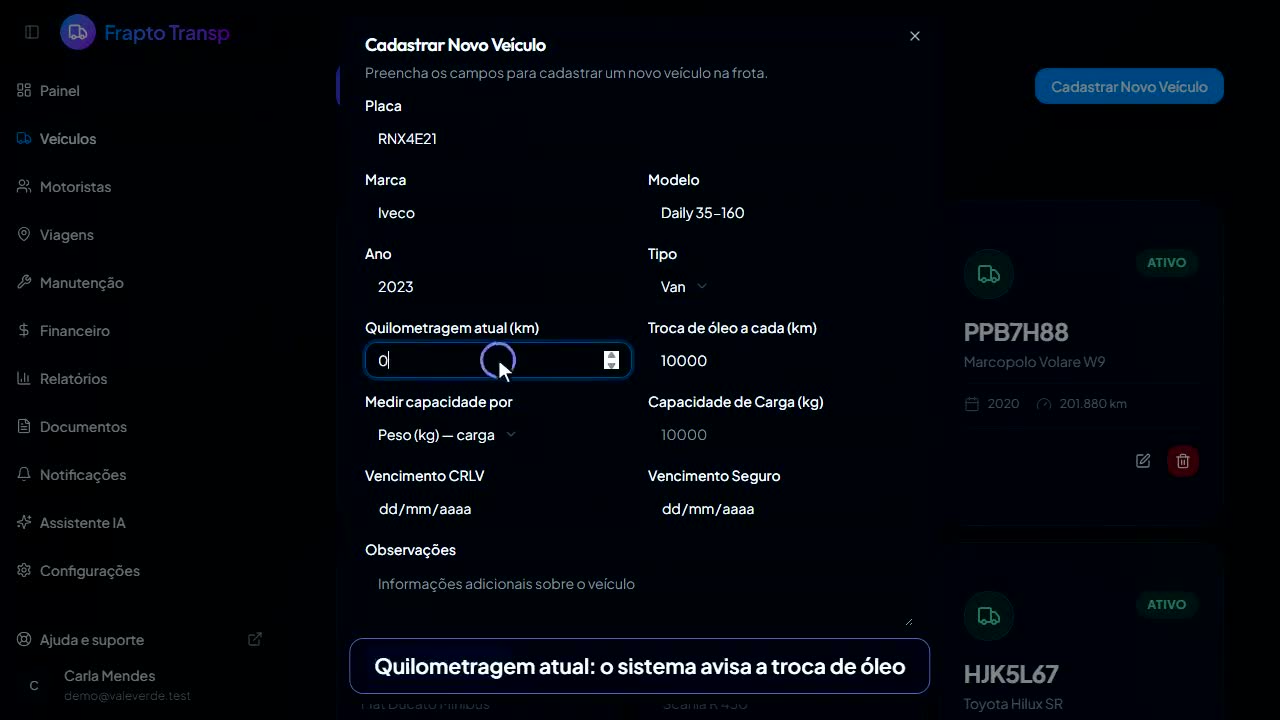 Frapto Transp
Painel
Veículos
Motoristas
Viagens
Manutenção
Financeiro
Relatórios
Documentos
Notificações
Assistente IA
Configurações
Ajuda e suporte
C
Carla Mendes
demo@valeverde.test
Cadastrar Novo Veículo
Preencha os campos para cadastrar um novo veículo na frota.
Placa
RNX4E21
Marca
Modelo
Iveco
Daily 35-160
Ano
Tipo
2023
Van
Quilometragem atual (km)
Troca de óleo a cada (km)
0
10000
Medir capacidade por
Capacidade de Carga (kg)
Peso (kg) — carga
10000
Vencimento CRLV
Vencimento Seguro
dd/mm/aaaa
dd/mm/aaaa
Observações
Informações adicionais sobre o veículo
Quilometragem atual: o sistema avisa a troca de óleo
Fiat Ducato Minibus
Scania R 450
Cadastrar Novo Veículo
ATIVO
PPB7H88
Marcopolo Volare W9
2020
201.880 km
ATIVO
HJK5L67
Toyota Hilux SR